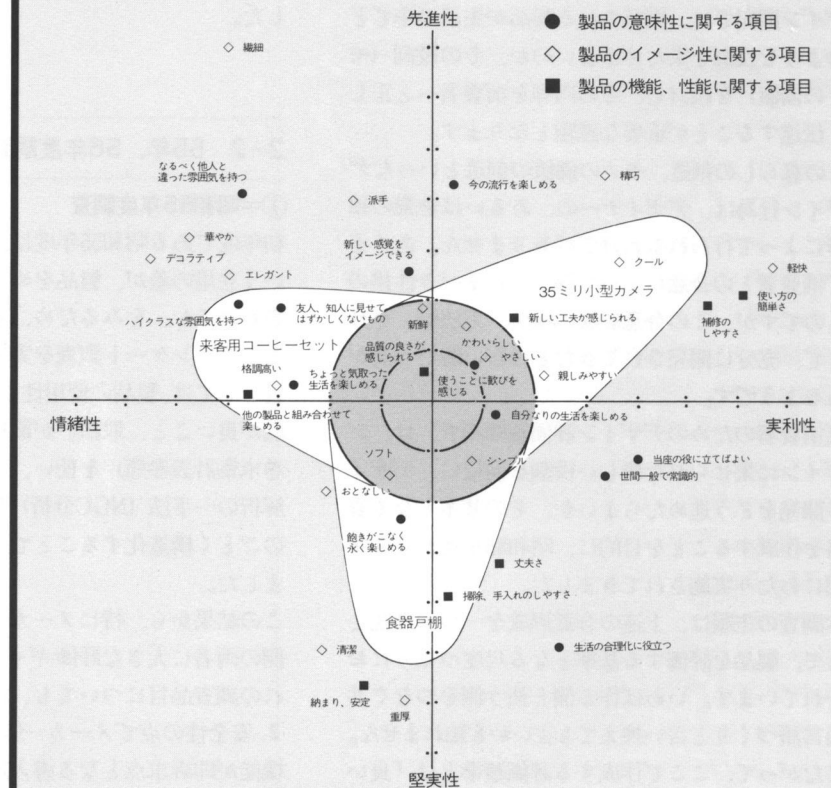 先進性
● 製品の意味性に関する項目
◇ 製品のイメージ性に関する項目
■ 製品の機能、性能に関する項目
繊細
なるべく他人と
違った雰囲気を持つ
派手
今の流行を楽しめる
精巧
華やか
デコラティブ
エレガント
新しい感覚を
イメージできる
クール
軽快
35ミリ小型カメラ
使い方の
簡単さ
補修の
しやすさ
ハイクラスな雰囲気を持つ
友人、知人に見せて
はずかしくないもの
新鮮
新しい工夫が感じられる
来客用コーヒーセット
かわいらしい
品質の良さが
感じられる
やさしい
格調高い
ちょっと気取った
生活を楽しめる
使うことに歓びを
感じる
親しみやすい
情緒性
実利性
他の製品と組み合わせて
楽しめる
自分なりの生活を楽しめる
ソフト
シンプル
当座の役に立てばよい
世間一般で常識的
おとなしい
飽きがこなく
永く楽しめる
丈夫さ
掃除、手入れのしやすさ
食器戸棚
清潔
生活の合理化に役立つ
納まり、安定
重厚
堅実性